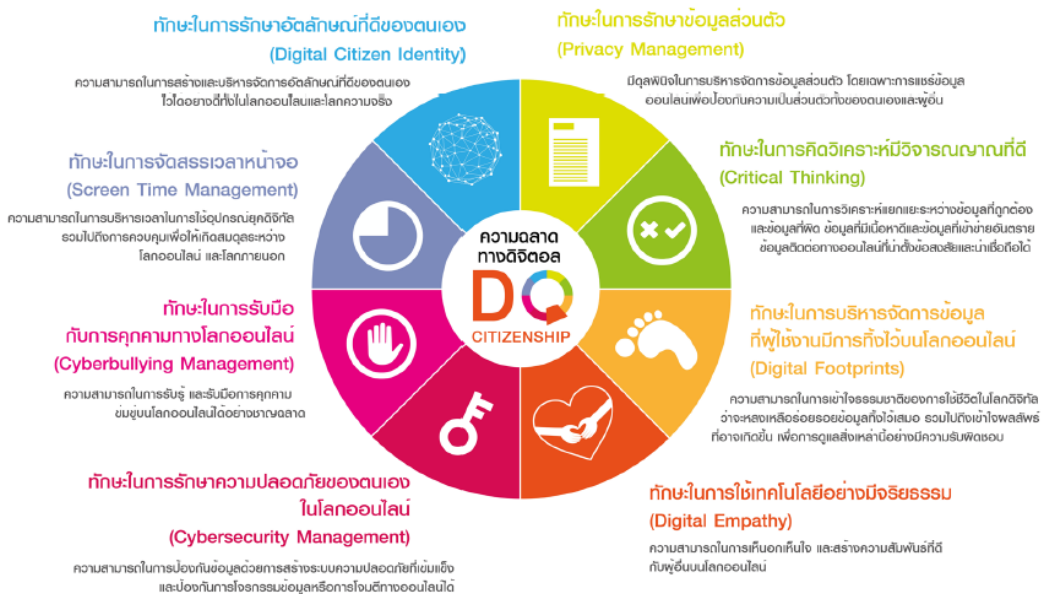 ทักษะในการรักษาอัตลักษณ์ที่ดีของตนเอง
(Digital Citizen Identity)
ความสามารถในการสร้างและบริหารจัดการอัตลักษณ์ที่ดีของตนเอง
ไว้ได้อย่างดีทั้งในโลกออนไลน์และโลกความจริง
ทักษะในการรักษาข้อมูลส่วนตัว
(Privacy Management)
มีดุลพินิจในการบริหารจัดการข้อมูลส่วนตัว โดยเฉพาะการแชร์ข้อมูล
ออนไลน์เพื่อป้องกันความเป็นส่วนตัวทั้งของตนเองและผู้อื่น
ทักษะในการจัดสรรเวลาหน้าจอ
(Screen Time Management)
ความสามารถในการบริหารเวลาในการใช้อุปกรณ์ยุคดิจิทัล
รวมไปถึงการควบคุมเพื่อให้เกิดสมดุลระหว่าง
โลกออนไลน์ และโลกภายนอก
ทักษะในการคิดวิเคราะห์มีวิจารณญาณที่ดี
(Critical Thinking)
ความสามารถในการวิเคราะห์แยกแยะระหว่างข้อมูลที่ถูกต้อง
และข้อมูลที่ผิด ข้อมูลที่มีเนื้อหาดีและข้อมูลที่เข้าข่ายอันตราย
ข้อมูลติดต่อทางออนไลน์ที่น่าตั้งข้อสงสัยและน่าเชื่อถือได้
ความฉลาด
ทางดิจิตอล
DQ
CITIZENSHIP
ทักษะในการรับมือ
กับการคุกคามทางโลกออนไลน์
(Cyberbullying Management)
ความสามารถในการรับรู้ และรับมือการคุกคาม
ข่มขู่บนโลกออนไลน์ได้อย่างชาญฉลาด
ทักษะในการบริหารจัดการข้อมูล
ที่ผู้ใช้งานมีการทิ้งไว้บนโลกออนไลน์
(Digital Footprints)
ความสามารถในการเข้าใจธรรมชาติของการใช้ชีวิตในโลกดิจิทัล
ว่าจะหลงเหลือร่อยรอยข้อมูลทิ้งไว้เสมอ รวมไปถึงเข้าใจผลลัพธ์
ที่อาจเกิดขึ้น เพื่อการดูแลสิ่งเหล่านี้อย่างมีความรับผิดชอบ
ทักษะในการรักษาความปลอดภัยของตนเอง
ในโลกออนไลน์
(Cybersecurity Management)
ความสามารถในการป้องกันข้อมูลด้วยการสร้างระบบความปลอดภัยที่เข้มแข็ง
และป้องกันการโจรกรรมข้อมูลหรือการโจมตีทางออนไลน์ได้
ทักษะในการใช้เทคโนโลยีอย่างมีจริยธรรม
(Digital Empathy)
ความสามารถในการเห็นอกเห็นใจ และสร้างความสัมพันธ์ที่ดี
กับผู้อื่นบนโลกออนไลน์